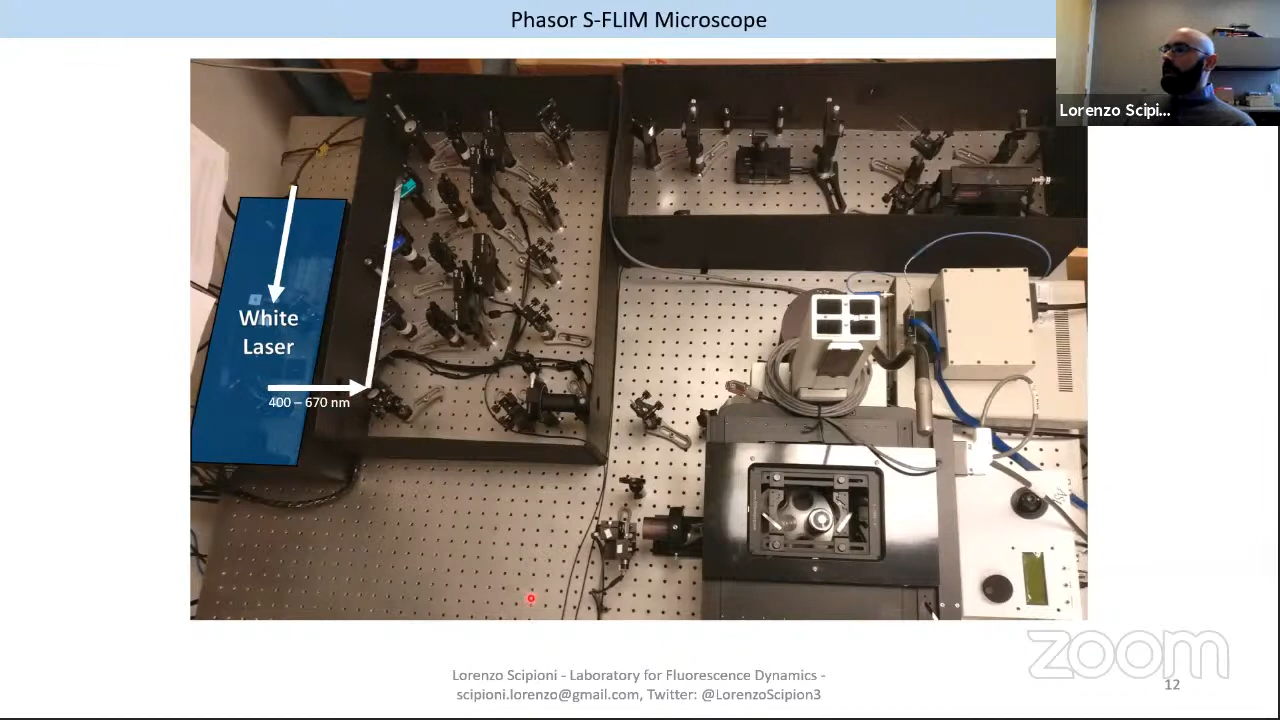 Phasor S-FLIM Microscope
Lorenzo Scipi...
White
Laser
400 – 670 nm
Lorenzo Scipioni - Laboratory for Fluorescence Dynamics -
scipioni.lorenzo@gmail.com, Twitter: @LorenzoScipion3
zoom
12